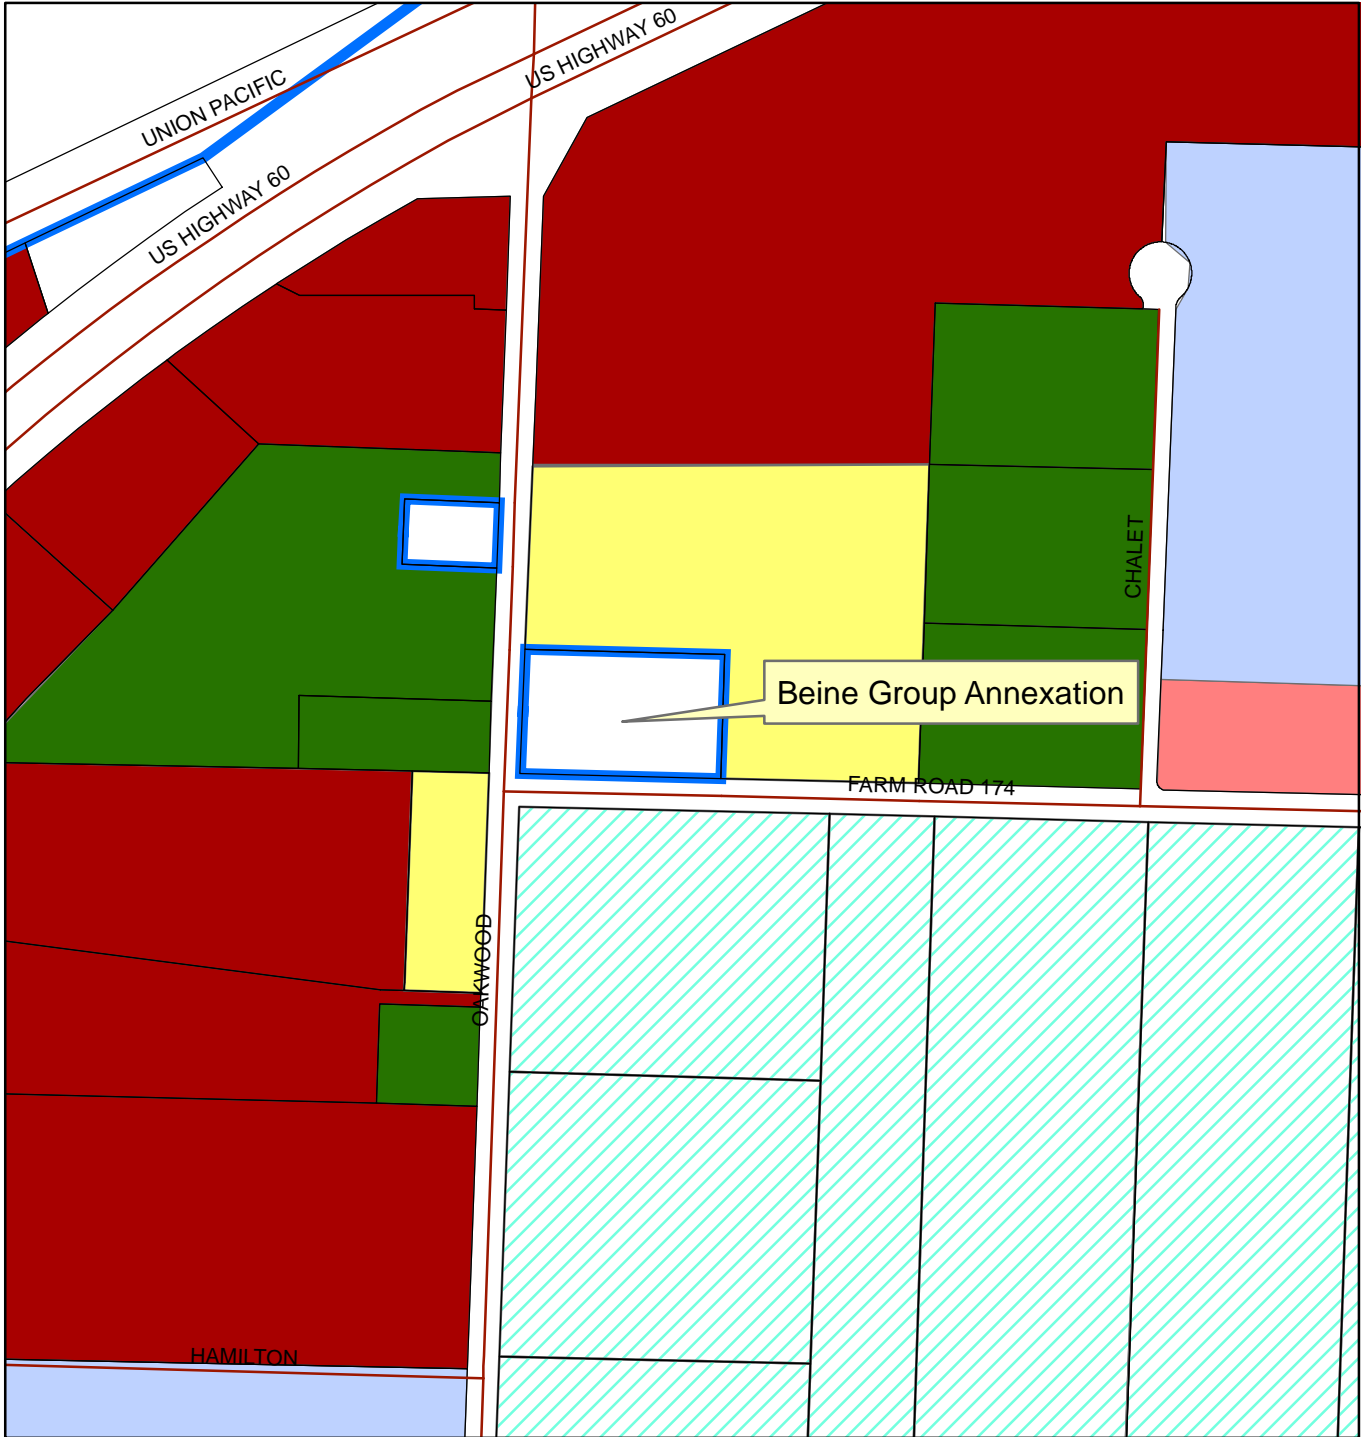 US HIGHWAY 60
UNION PACIFIC
US HIGHWAY 60
CHALET
Beine Group Annexation
FARM ROAD 174
OAKWOOD
HAMILTON